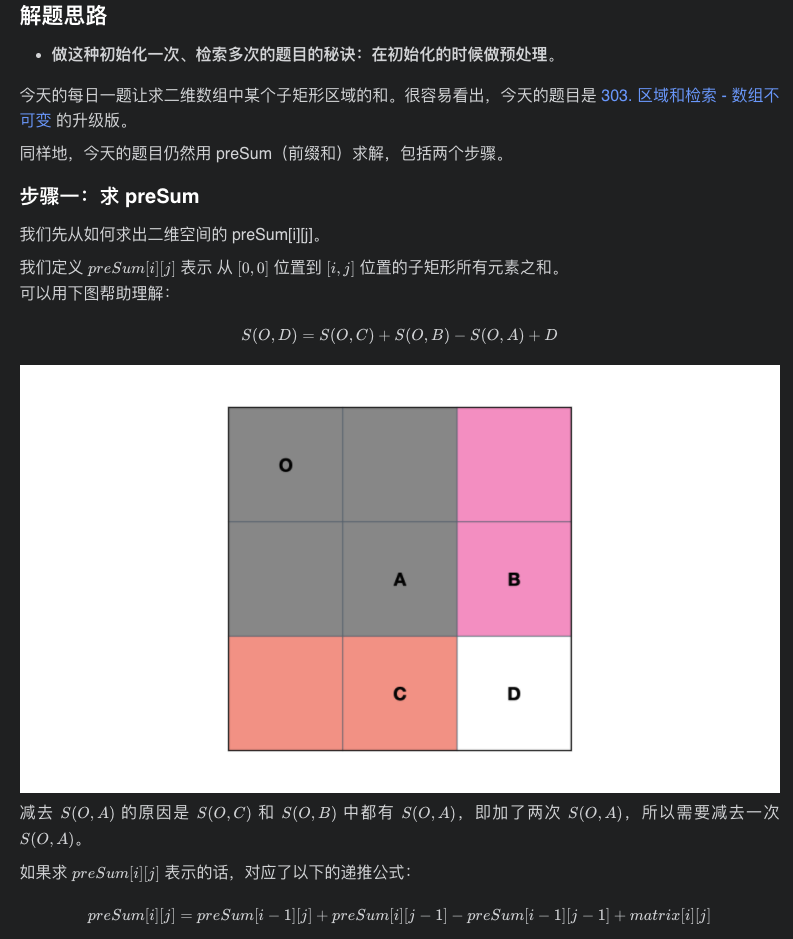 解题思路
• 做这种初始化一次、检索多次的题目的秘诀：在初始化的时候做预处理。
今天的每日一题让求二维数组中某个子矩形区域的和。很容易看出，今天的题目是 303. 区域和检索 - 数组不
可变 的升级版。
同样地，今天的题目仍然用 preSum（前缀和）求解，包括两个步骤。
步骤一：求 preSum
我们先从如何求出二维空间的 preSum[i][j]。
我们定义 preSum[i][j] 表示 从 [0, 0] 位置到 [i, j] 位置的子矩形所有元素之和。
可以用下图帮助理解：
S(O, D) = S(O, C) + S(O, B) − S(O, A) + D
O
A B
C D
减去 S(O, A) 的原因是 S(O, C) 和 S(O, B) 中都有 S(O, A)，即加了两次 S(O, A)，所以需要减去一次
S(O, A)。
如果求 preSum[i][j] 表示的话，对应了以下的递推公式：
preSum[i][j] = preSum[i − 1][j] + preSum[i][j − 1] − preSum[i − 1][j − 1] + matrix[i][j]